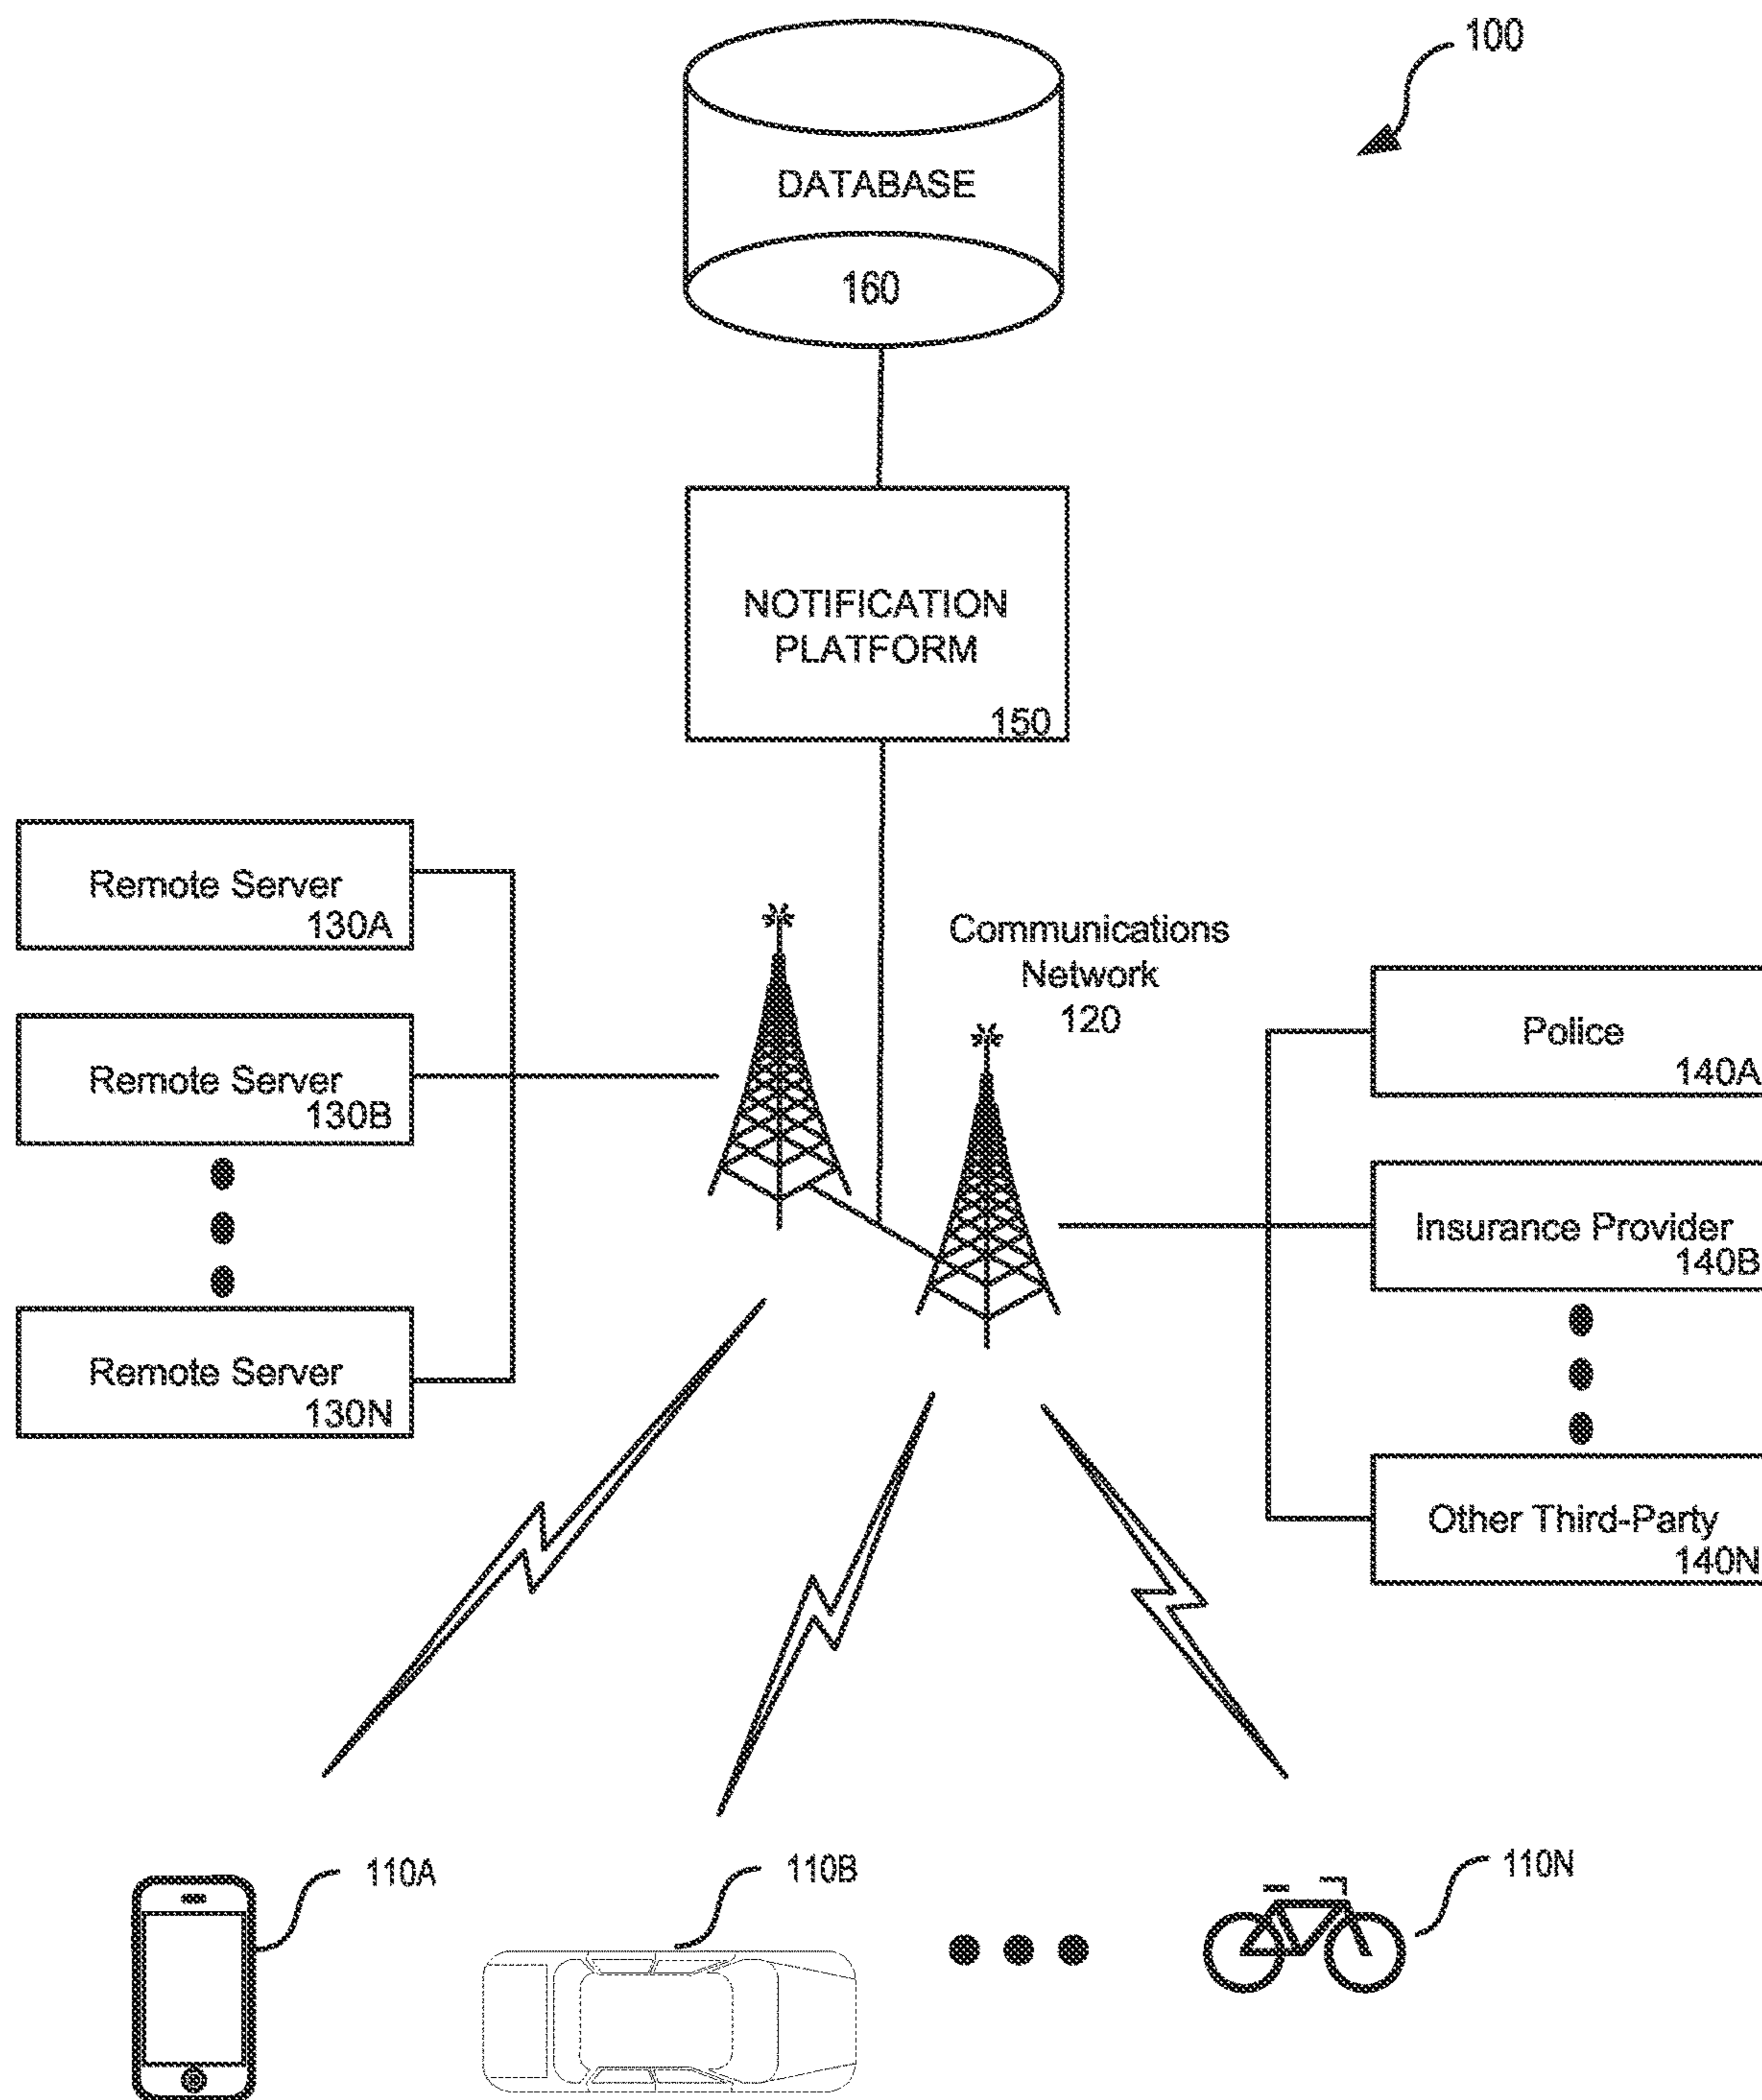 100
DATABASE
160
NOTIFICATION
PLATFORM
150
Remote Server
130A
Remote Server
130B
Remote Server
130N
Communications
Network
120
Police
140A
Insurance Provider
140B
Other Third-Party
140N
110A
110B
110N